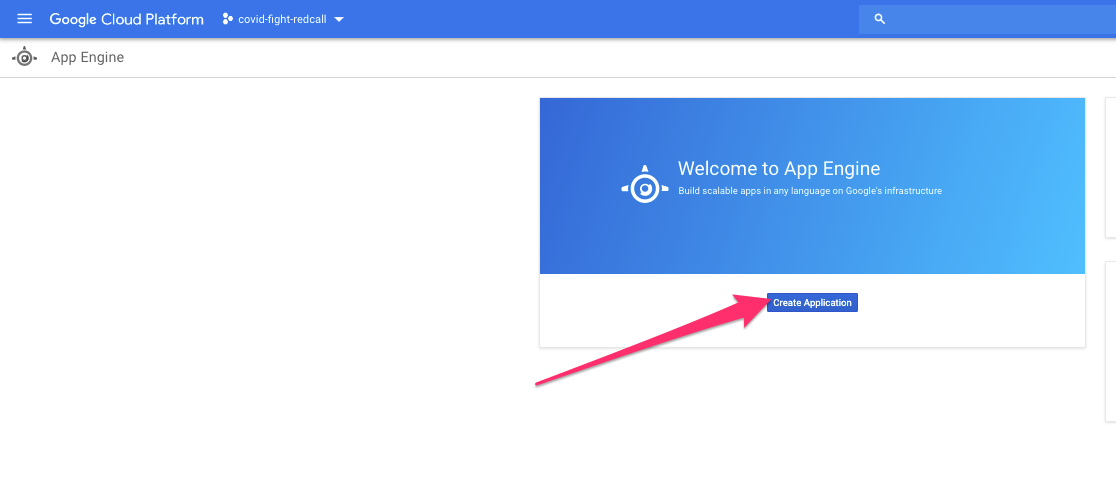 Google Cloud Platform covid-fight-redcall
App Engine
Welcome to App Engine
Build scalable apps in any language on Google's infrastructure
Create Application